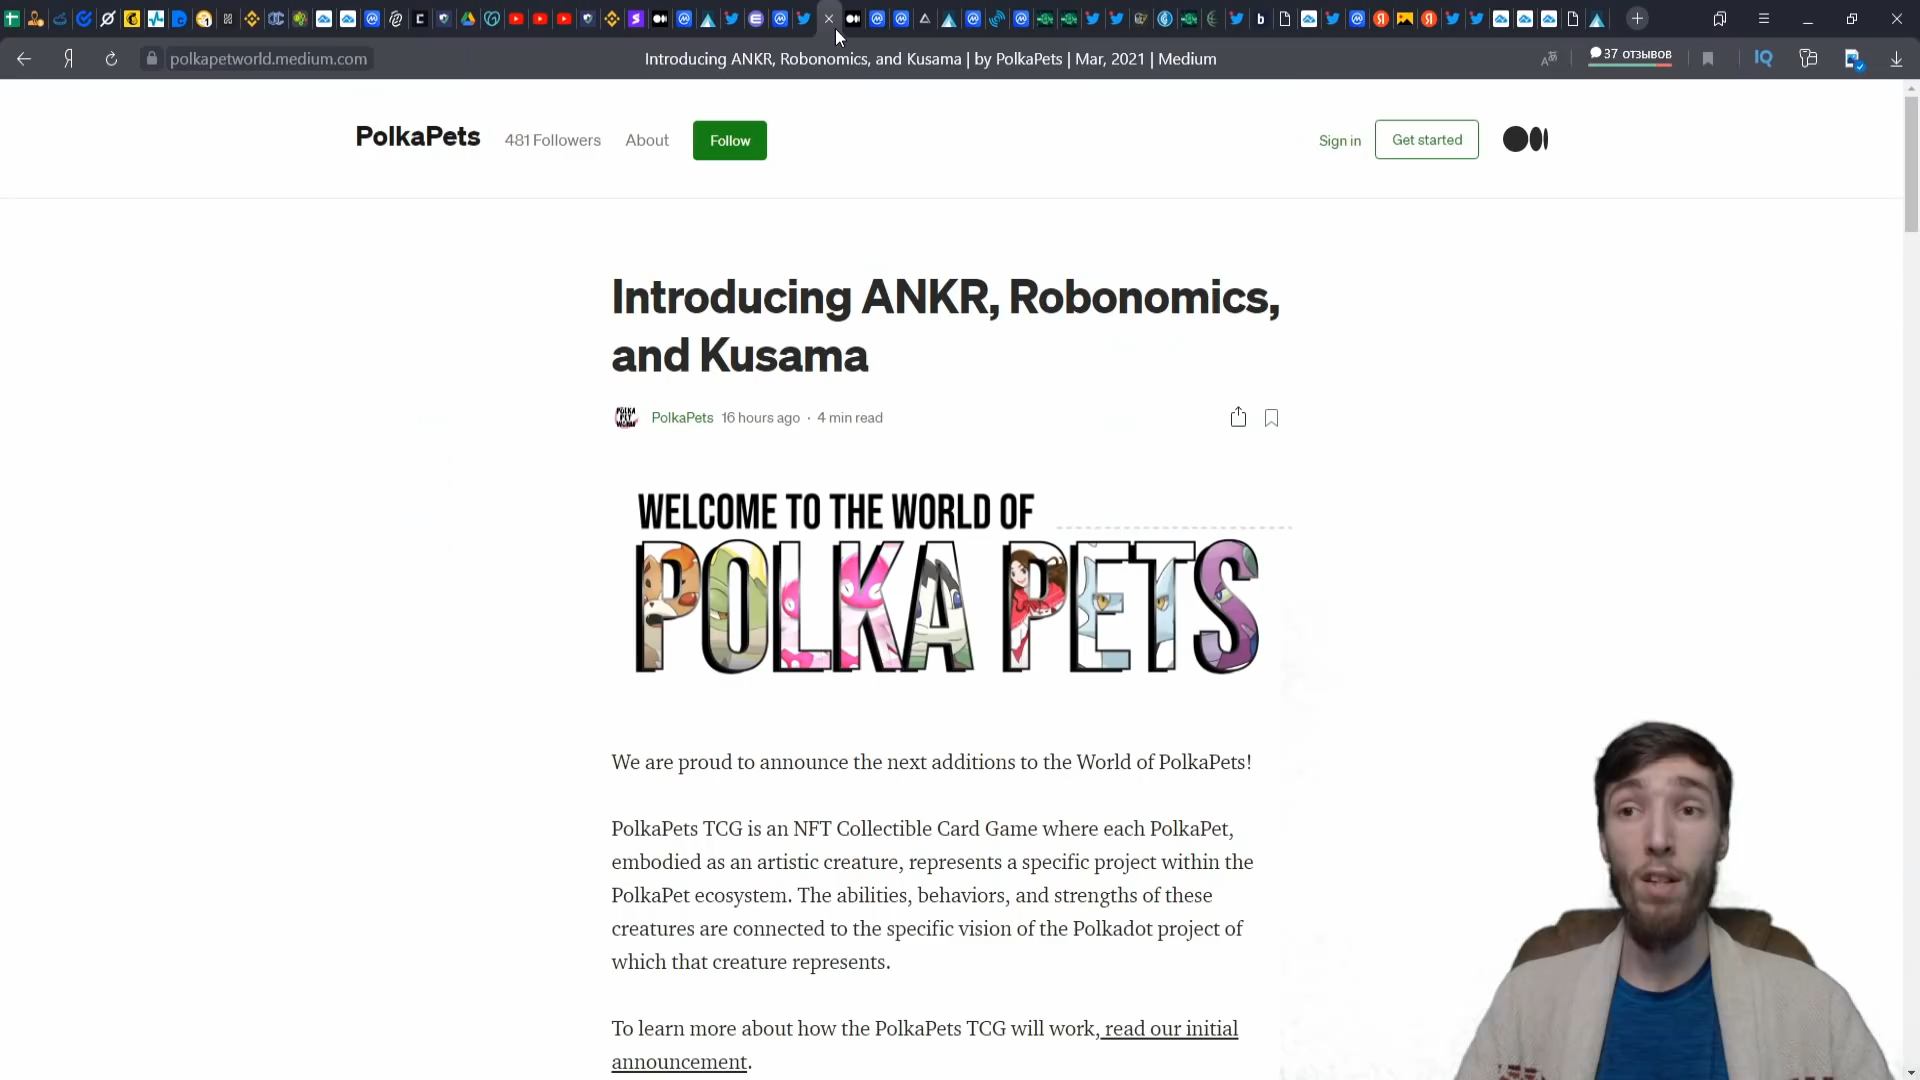 polkapetworld.medium.com
Introducing ANKR, Robonomics, and Kusama | by PolkaPets | Mar, 2021 | Medium
37 отзывов
PolkaPets
481 Followers
About
Follow
Sign in
Get started
Introducing ANKR, Robonomics,
and Kusama
PolkaPets 16 hours ago · 4 min read
WELCOME TO THE WORLD OF
POLKA PETS
We are proud to announce the next additions to the World of PolkaPets!
PolkaPets TCG is an NFT Collectible Card Game where each PolkaPet,
embodied as an artistic creature, represents a specific project within the
PolkaPet ecosystem. The abilities, behaviors, and strengths of these
creatures are connected to the specific vision of the Polkadot project of
which that creature represents.
To learn more about how the PolkaPets TCG will work, read our initial
announcement.